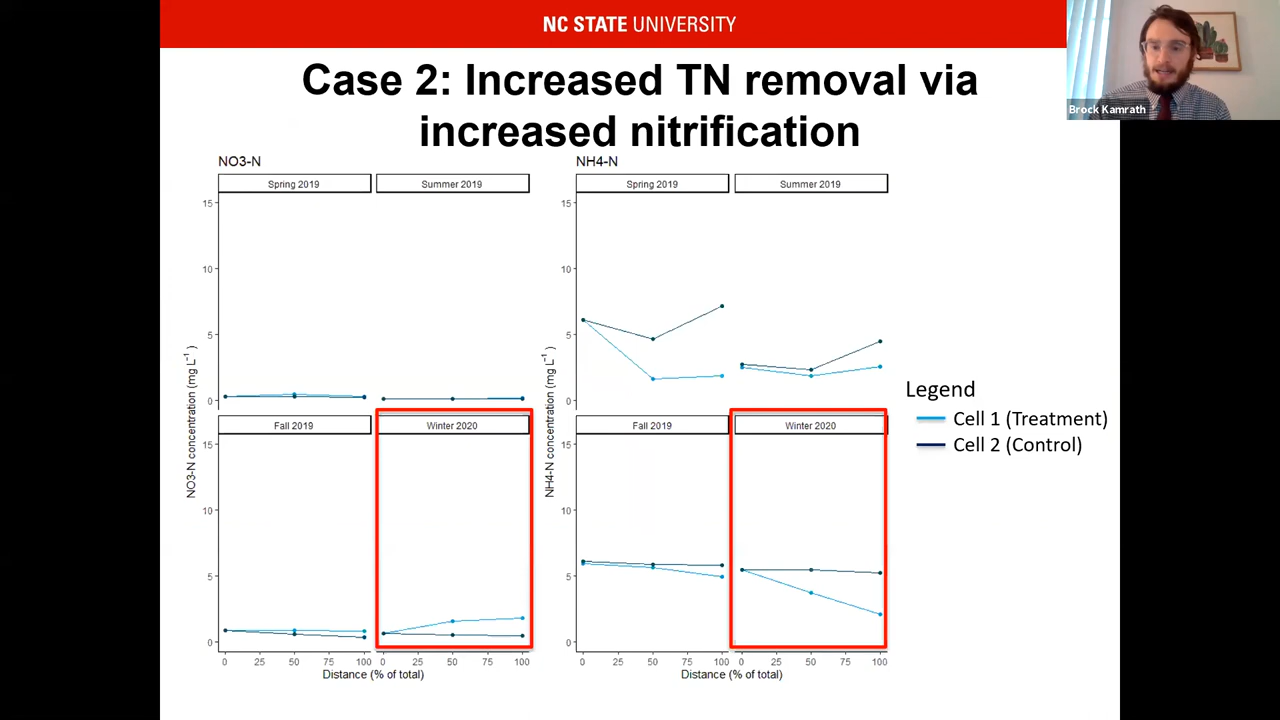 NC STATE UNIVERSITY
Brock Kamrath
Case 2: Increased TN removal via
increased nitrification
NO3-N
NH4-N
Spring 2019
Summer 2019
Spring 2019
Summer 2019
15
10
5
0
15
10
5
0
NO3-N concentration (mg L⁻¹)
NH4-N concentration (mg L⁻¹)
Fall 2019
Winter 2020
Fall 2019
Winter 2020
15
10
5
0
15
10
5
0
0 25 50 75 100 0 25 50 75 100
0 25 50 75 100 0 25 50 75 100
Distance (% of total)
Distance (% of total)
Legend
Cell 1 (Treatment)
Cell 2 (Control)